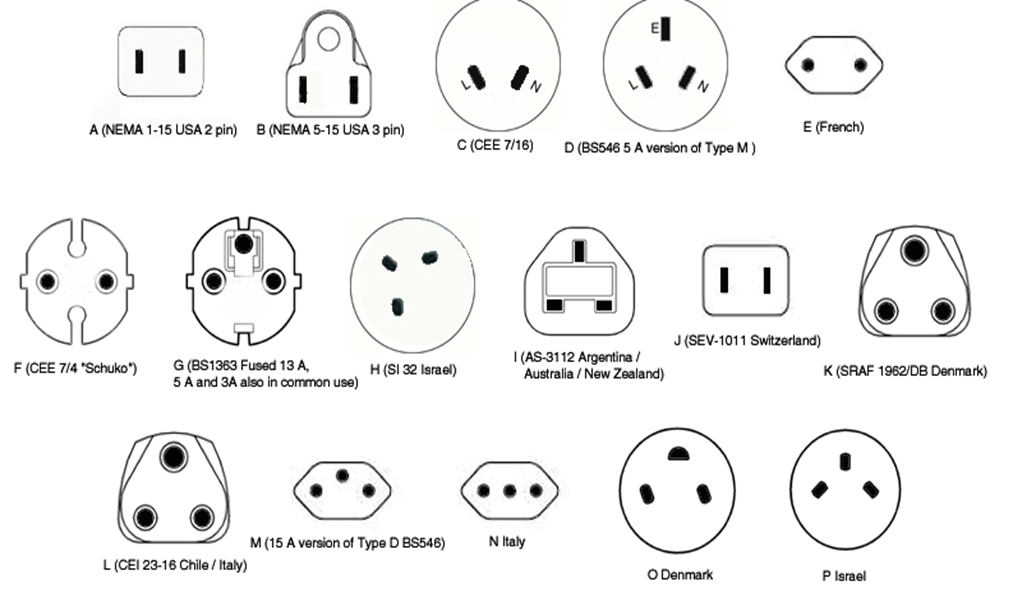 E
L N
L N
A (NEMA 1-15 USA 2 pin)
B (NEMA 5-15 USA 3 pin)
C (CEE 7/16)
D (BS546 5 A version of Type M )
E (French)
F (CEE 7/4 "Schuko")
G (BS1363 Fused 13 A,
5 A and 3A also in common use)
H (SI 32 Israel)
I (AS-3112 Argentina /
Australia / New Zealand)
J (SEV-1011 Switzerland)
K (SRAF 1962/DB Denmark)
L (CEI 23-16 Chile / Italy)
M (15 A version of Type D BS546)
N Italy
O Denmark
P Israel